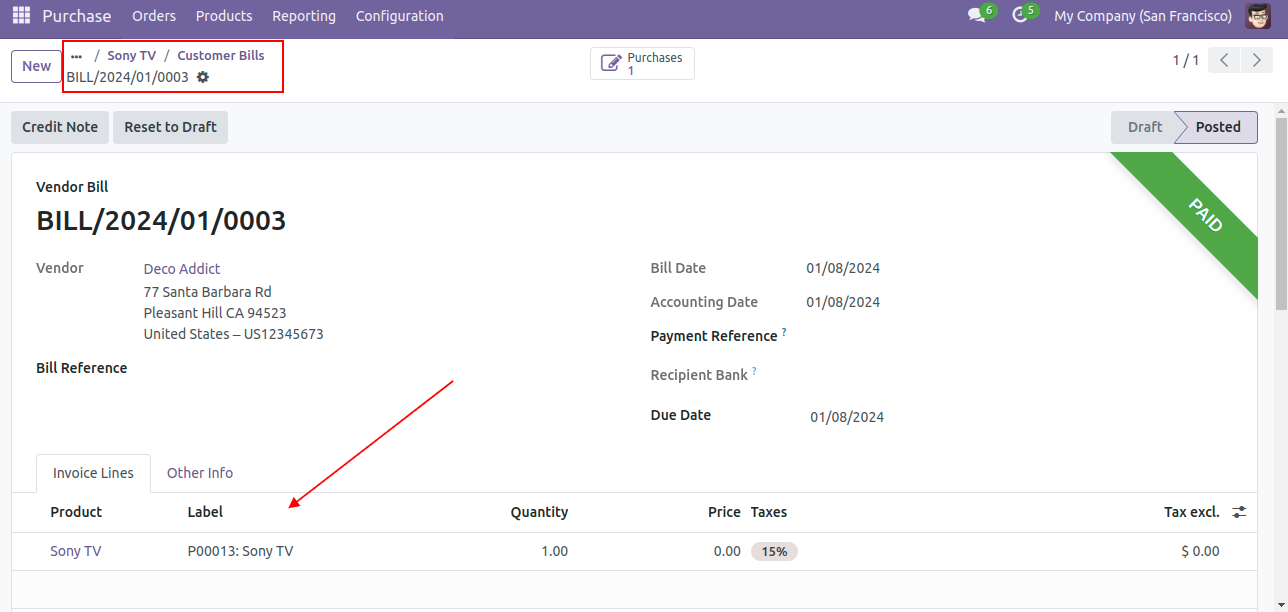 Purchase Orders Products Reporting Configuration 6 5 My Company (San Francisco)
New ... / Sony TV / Customer Bills
BILL/2024/01/0003
Purchases
1
1 / 1
Credit Note Reset to Draft Draft Posted
PAID
Vendor Bill
BILL/2024/01/0003
Vendor Deco Addict
77 Santa Barbara Rd
Pleasant Hill CA 94523
United States – US12345673
Bill Reference
Bill Date 01/08/2024
Accounting Date 01/08/2024
Payment Reference ?
Recipient Bank ?
Due Date 01/08/2024
Invoice Lines Other Info
Product Label Quantity Price Taxes Tax excl.
Sony TV P00013: Sony TV 1.00 0.00 15% $ 0.00